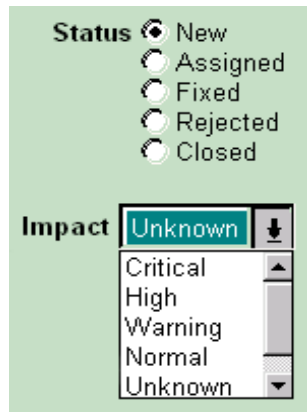 Status New
Assigned
Fixed
Rejected
Closed
Impact Unknown
Critical
High
Warning
Normal
Unknown